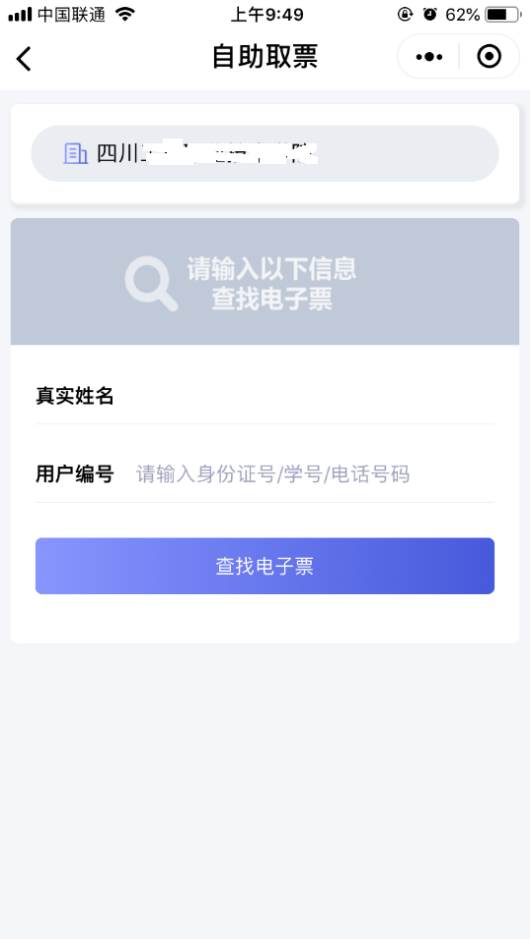 中国联通
上午9:49
62%
自助取票
四川
请输入以下信息
查找电子票
真实姓名
用户编号 请输入身份证号/学号/电话号码
查找电子票